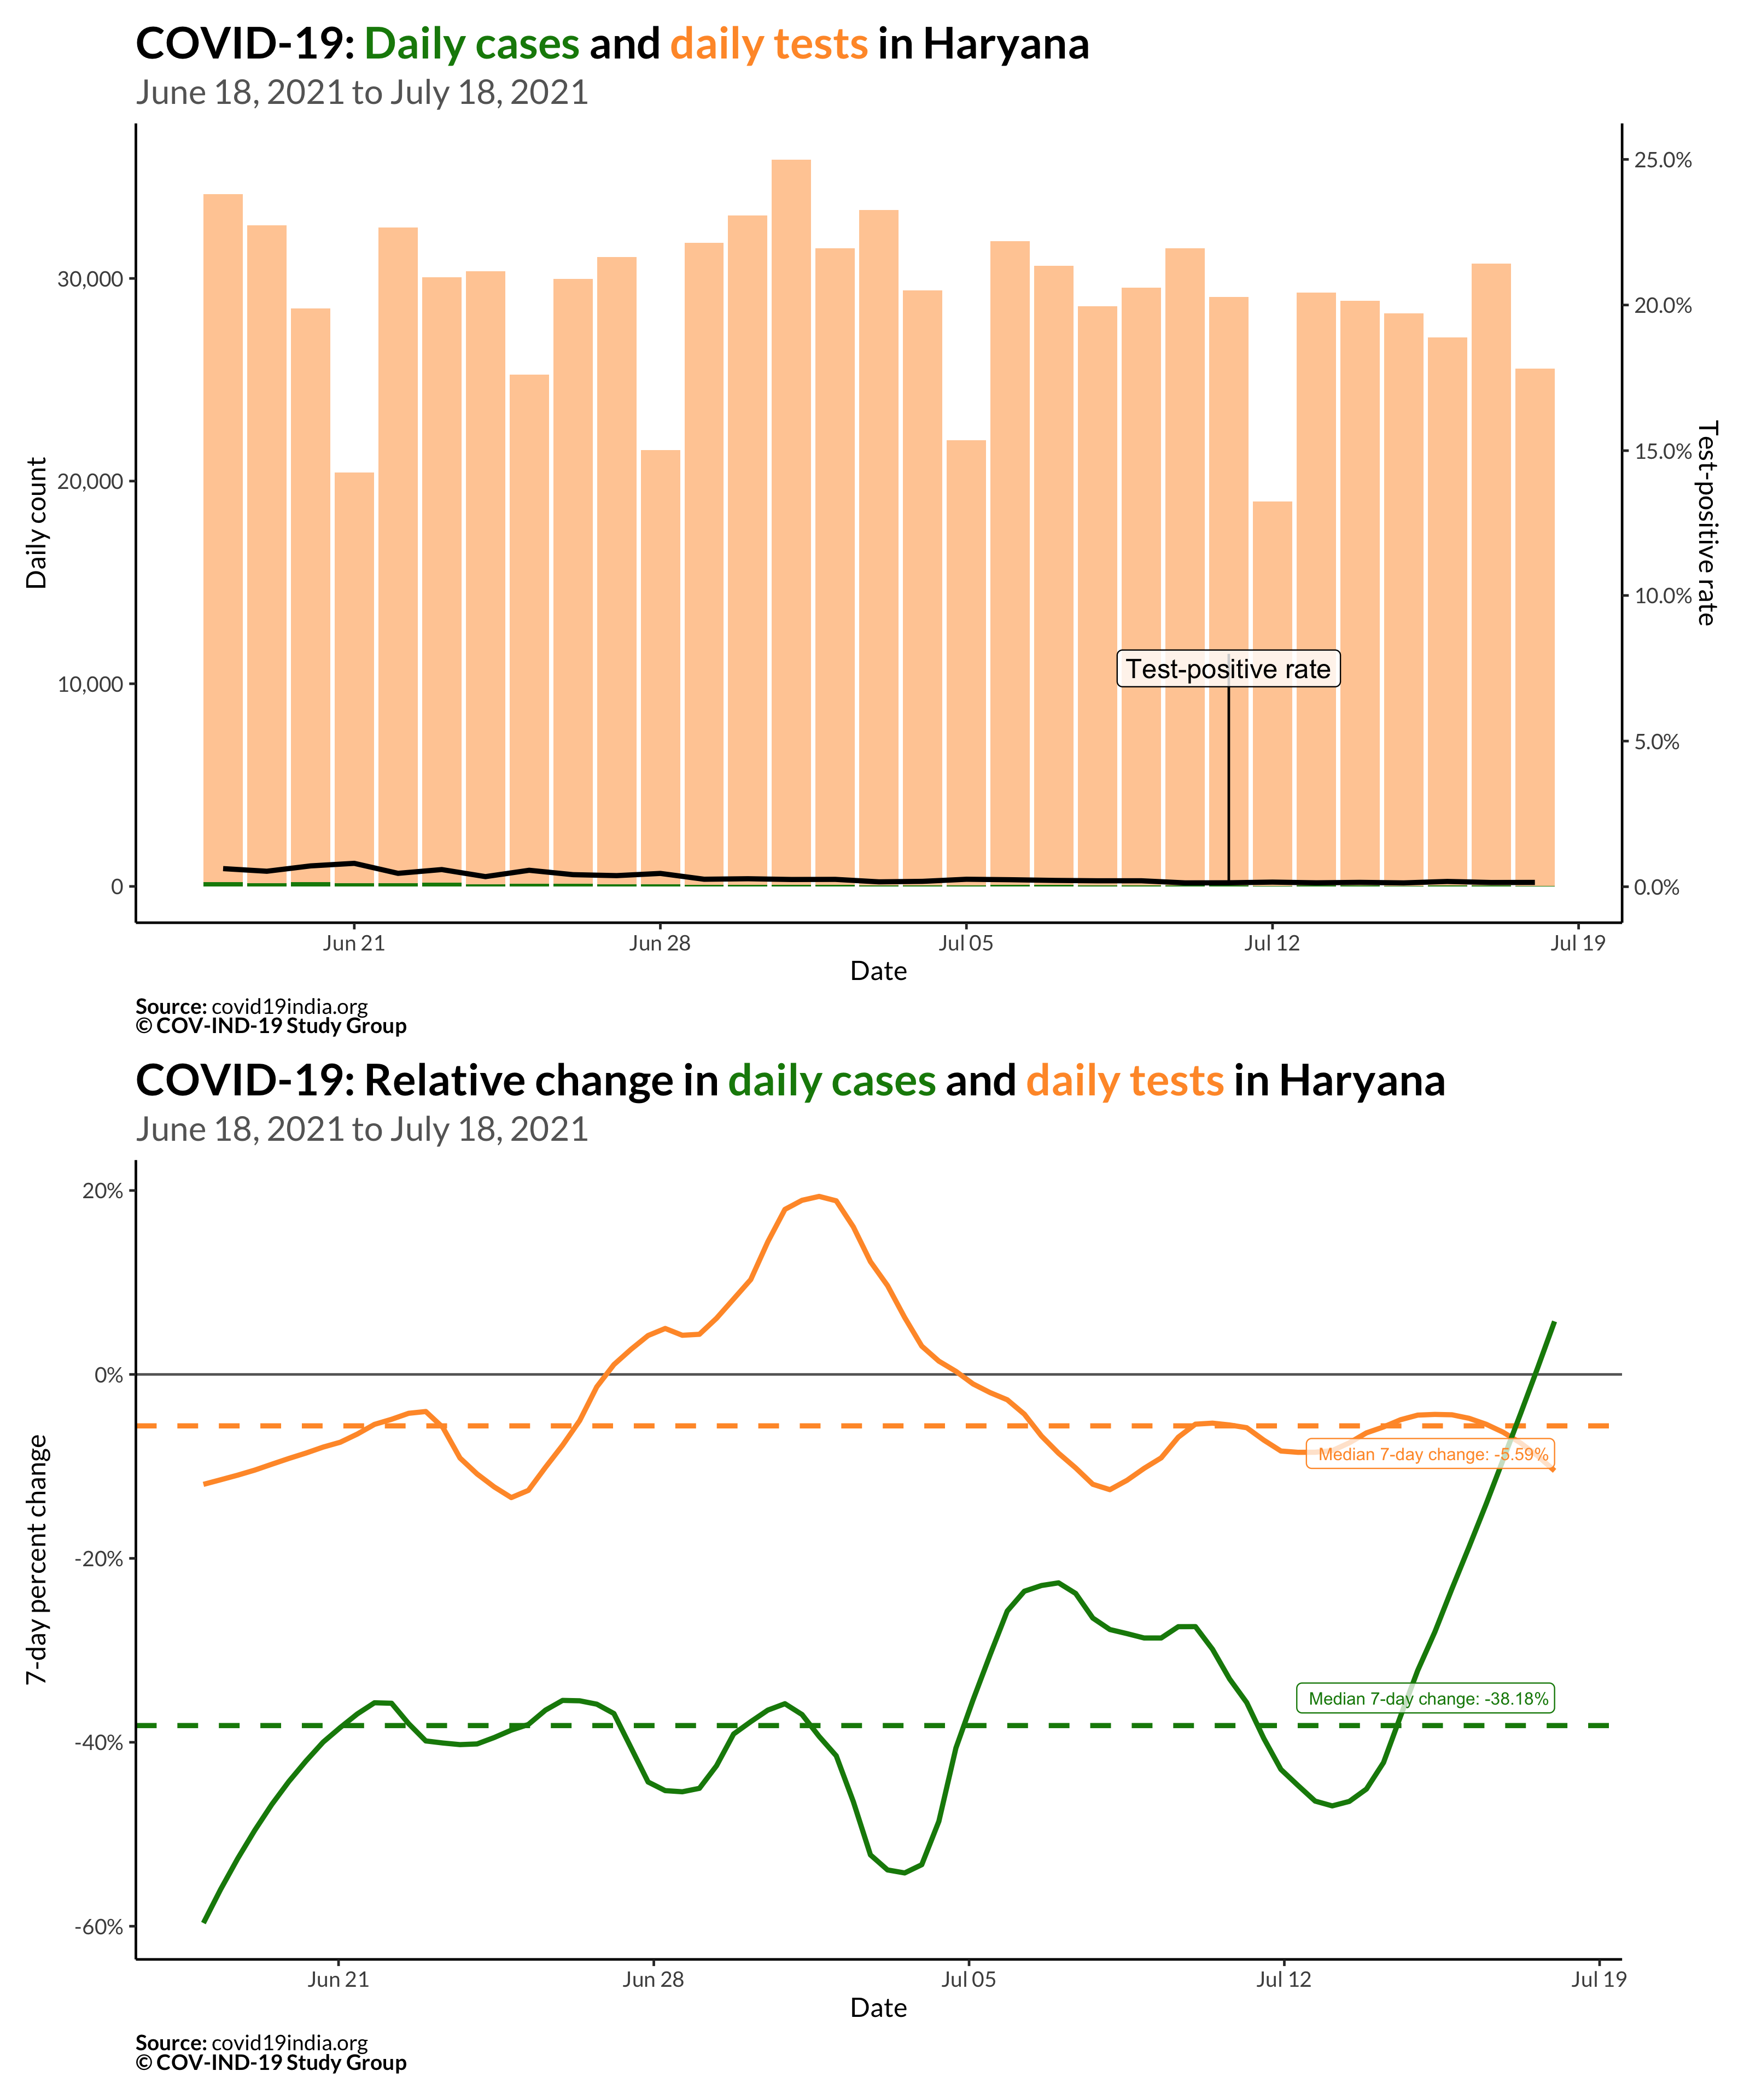 COVID-19: Daily cases and daily tests in Haryana
June 18, 2021 to July 18, 2021
Daily count
30,000
20,000
10,000
0
25.0%
20.0%
15.0%
10.0%
5.0%
0.0%
Test-positive rate
Test-positive rate
Jun 21
Jun 28
Jul 05
Jul 12
Jul 19
Date
Source: covid19india.org
© COV-IND-19 Study Group
COVID-19: Relative change in daily cases and daily tests in Haryana
June 18, 2021 to July 18, 2021
7-day percent change
20%
0%
-20%
-40%
-60%
Median 7-day change: -5.59%
Median 7-day change: -38.18%
Jun 21
Jun 28
Jul 05
Jul 12
Jul 19
Date
Source: covid19india.org
© COV-IND-19 Study Group